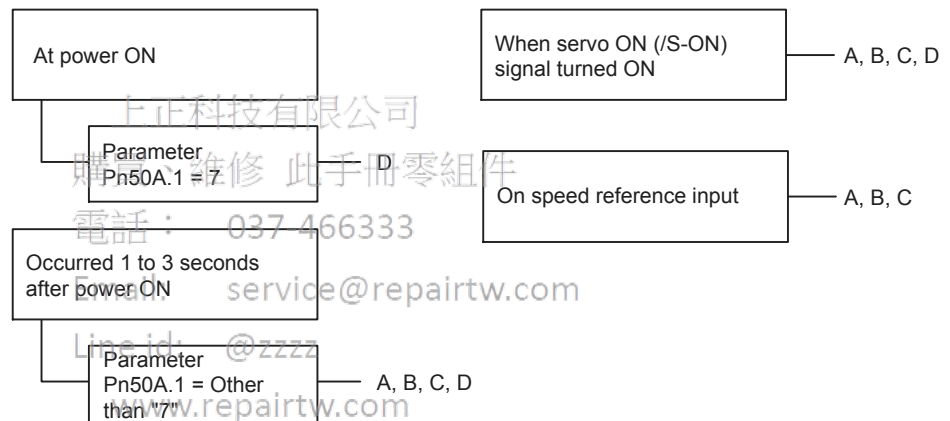 At power ON
When servo ON (/S-ON)
signal turned ON
A, B, C, D
上正科技有限公司
Parameter
Pn50A.1 = 7
D
購買、維修 此手冊零組件
On speed reference input
A, B, C
電話： 037-466333
Occurred 1 to 3 seconds
after power ON
Email: service@repairtw.com
Line id: @zzzz
Parameter
Pn50A.1 = Other
than "7"
A, B, C, D
www.repairtw.com